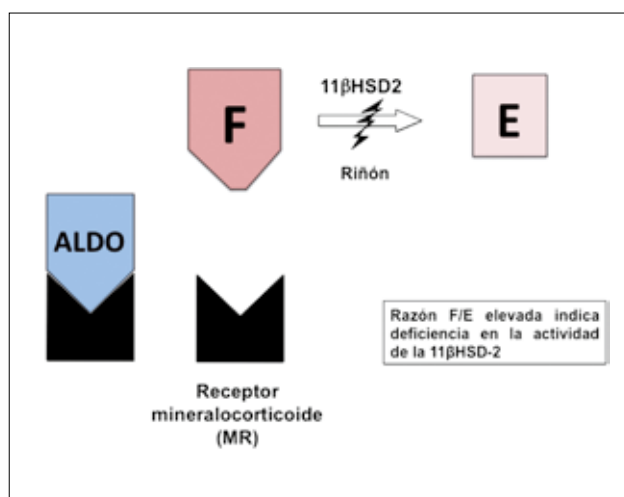 11βHSD2
F
E
Riñón
ALDO
Razón F/E elevada indica
deficiencia en la actividad
de la 11βHSD-2
Receptor
mineralocorticoide
(MR)